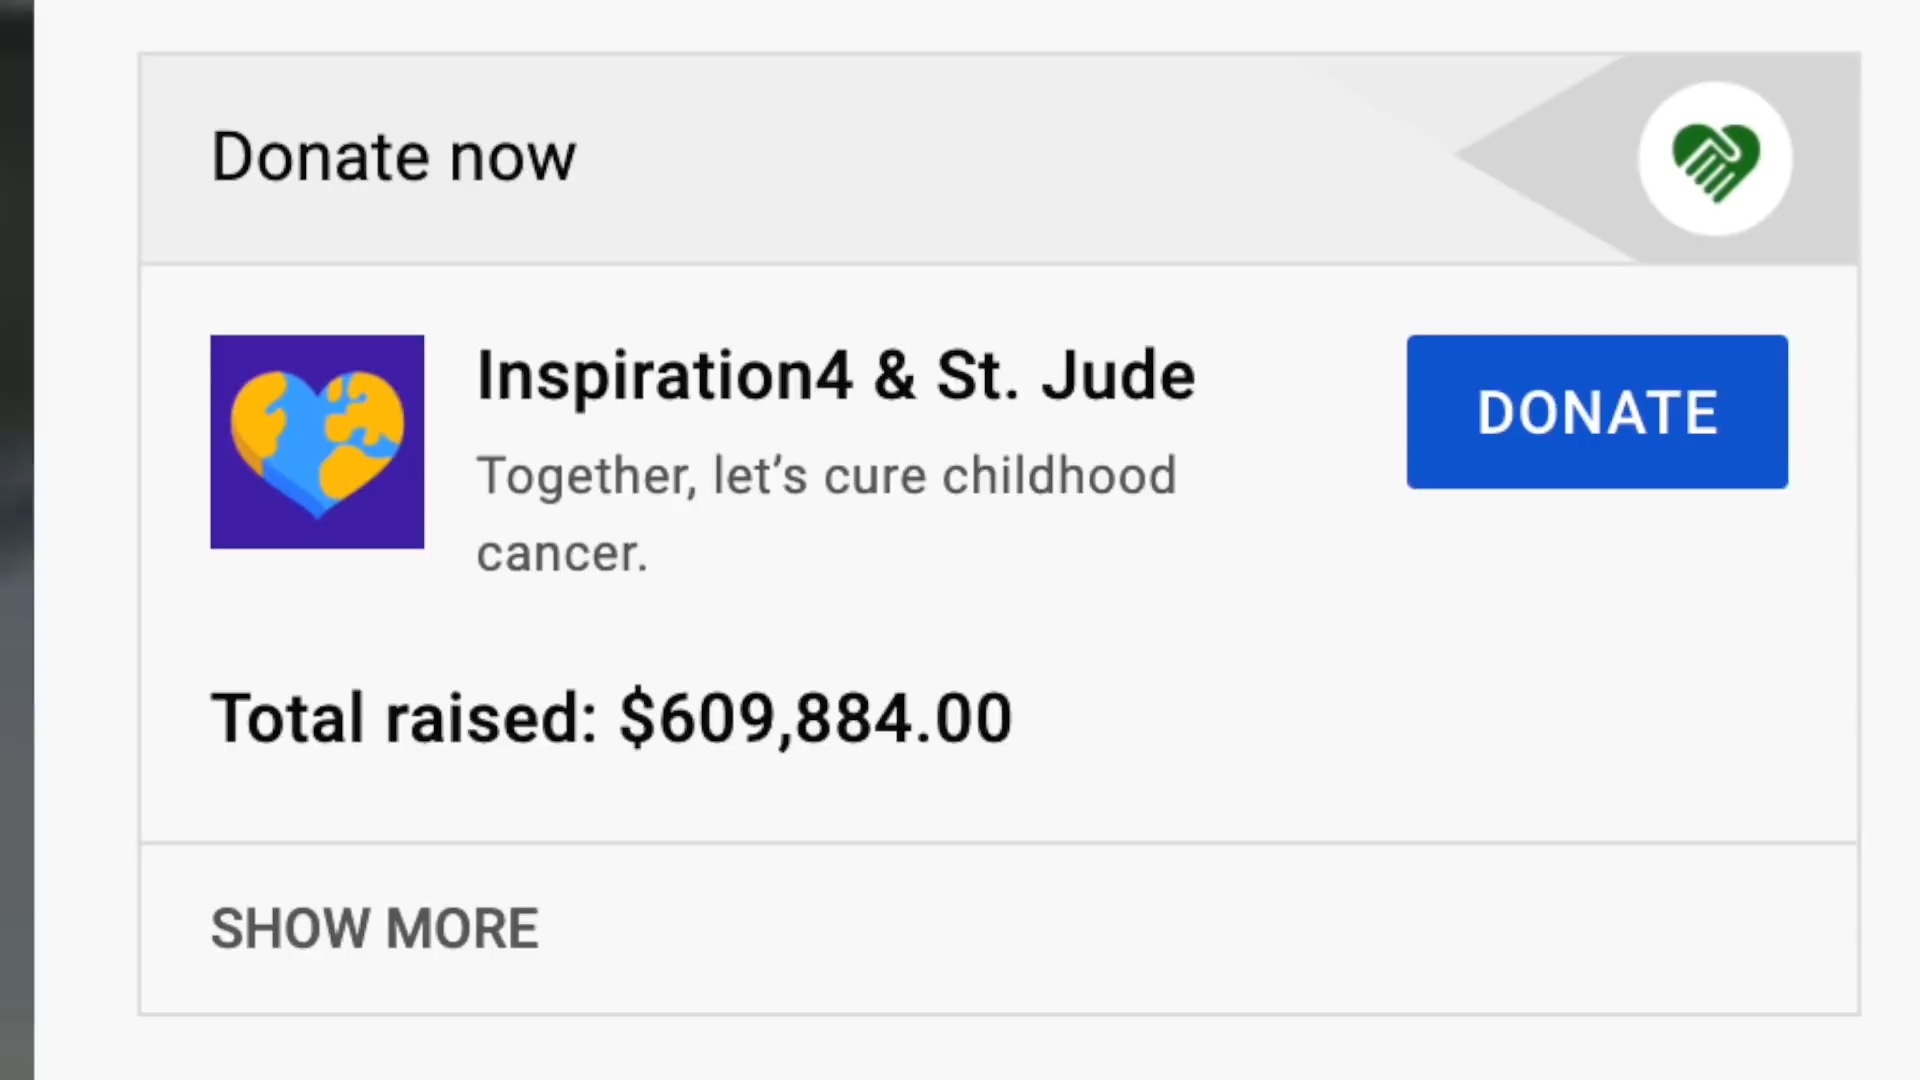 Donate now
Inspiration4 & St. Jude
DONATE
Together, let’s cure childhood
cancer.
Total raised: $609,884.00
SHOW MORE